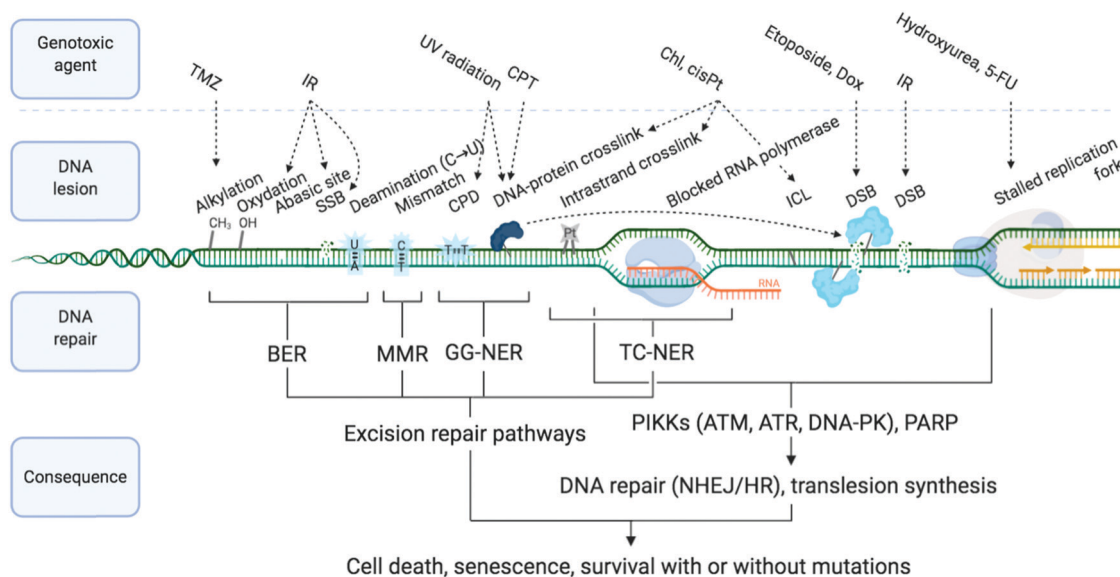 Genotoxic
agent
TMZ
IR
UV radiation
CPT
Chl, cisPt
Etoposide, Dox
IR
Hydroxyurea, 5-FU
DNA
lesion
Alkylation
Oxydation
Abasic site
SSB
Deamination (C→U)
Mismatch
CPD
DNA-protein crosslink
Intrastrand crosslink
Blocked RNA polymerase
ICL
DSB
DSB
Stalled replication
fork
CH3
OH
U
A
C
T
T
T
Pt
RNA
DNA
repair
BER
MMR
GG-NER
TC-NER
PIKKs (ATM, ATR, DNA-PK), PARP
Excision repair pathways
Consequence
DNA repair (NHEJ/HR), translesion synthesis
Cell death, senescence, survival with or without mutations